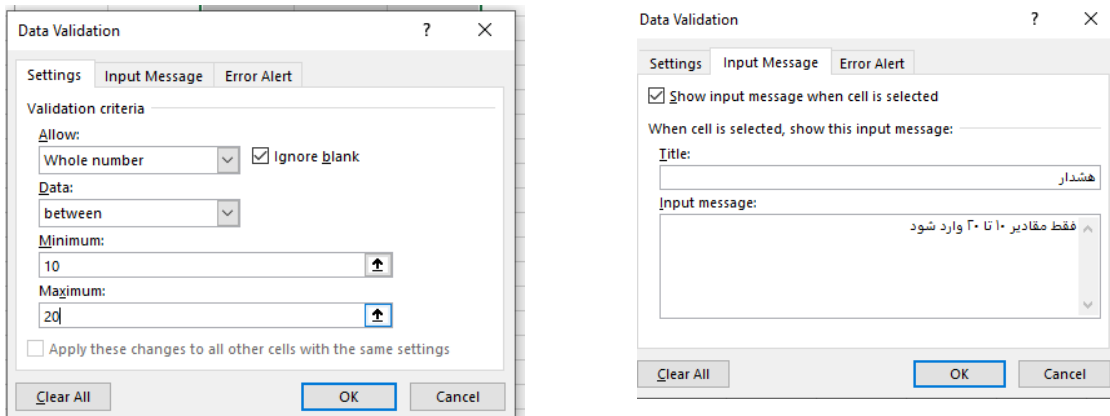 Data Validation ? ×
Settings Input Message Error Alert
Validation criteria
Allow:
Whole number Ignore blank
Data:
between
Minimum:
10
Maximum:
20
Apply these changes to all other cells with the same settings
Clear All OK Cancel
Data Validation ? ×
Settings Input Message Error Alert
Show input message when cell is selected
When cell is selected, show this input message:
Title:
هشدار
Input message:
فقط مقادیر ۱۰ تا ۲۰ وارد شود
Clear All OK Cancel